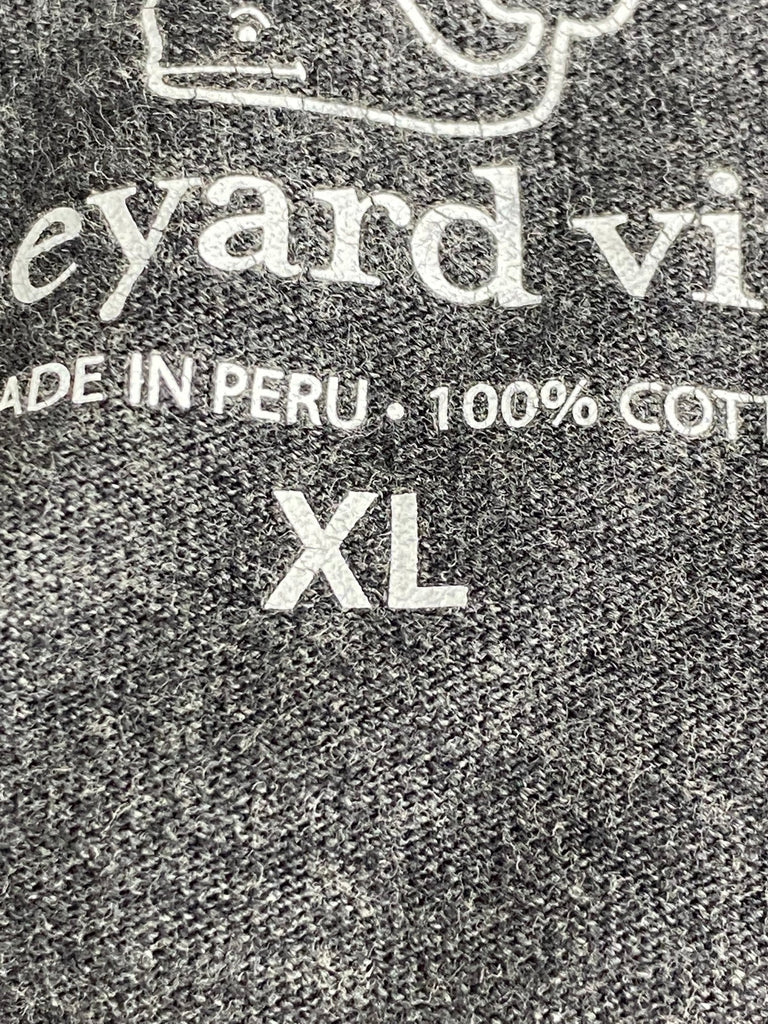 eyard vi
ADE IN PERU • 100% COTT
XL